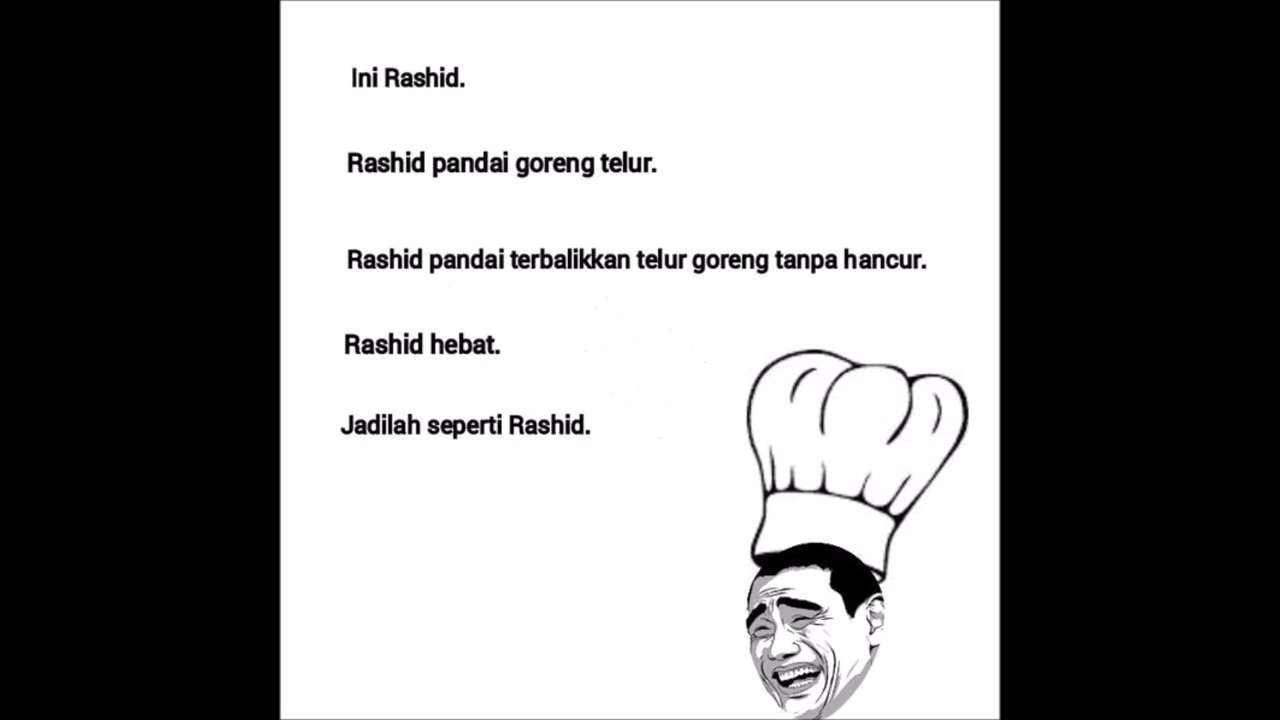 Ini Rashid.
Rashid pandai goreng telur.
Rashid pandai terbalikkan telur goreng tanpa hancur.
Rashid hebat.
Jadilah seperti Rashid.